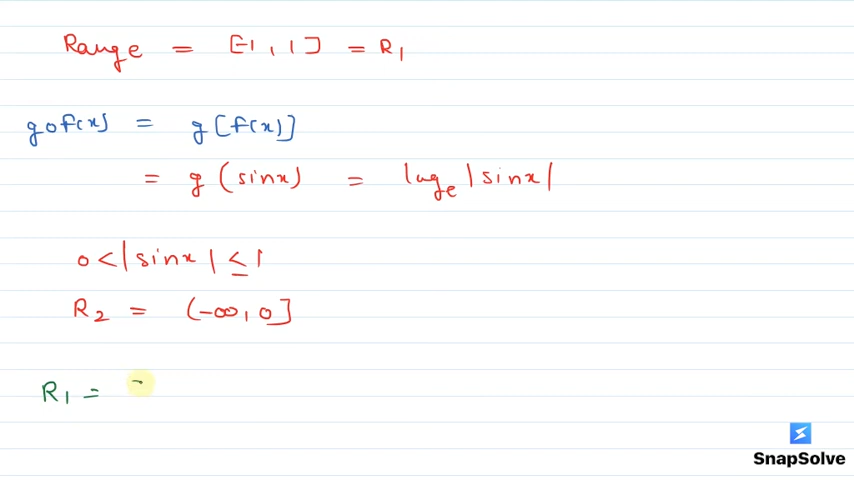 Range = [-1, 1] = R₁
gof(x) = g[f(x)]
= g(sinx) = logₑ|sinx|
0<|sinx|≤1
R₂ = (-∞, 0]
R₁ =
SnapSolve